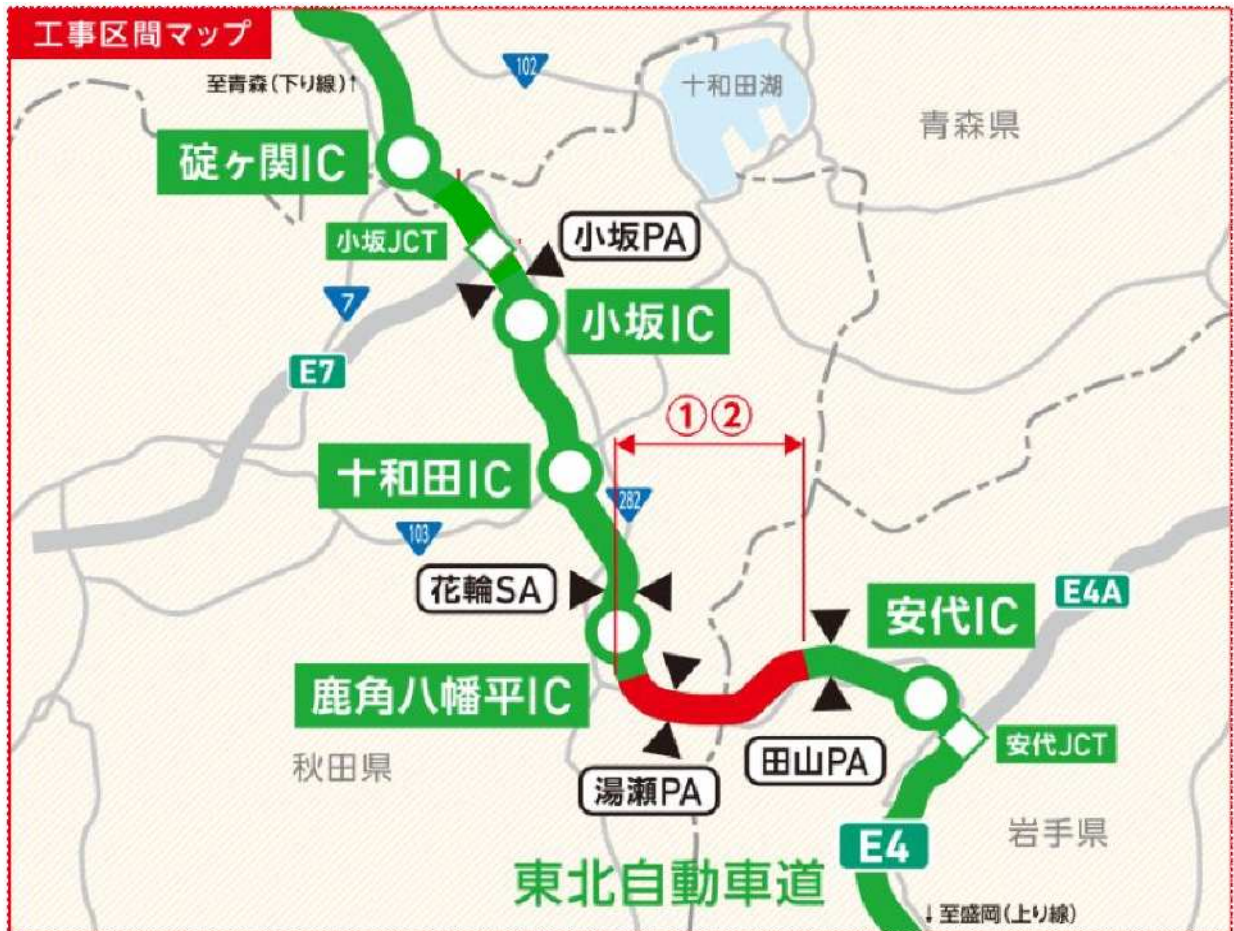 工事区間マップ
至青森(下り線)↑
102
十和田湖
青森県
碇ヶ関IC
小坂JCT
小坂PA
7
小坂IC
E7
①②
十和田IC
282
103
花輪SA
安代IC
E4A
鹿角八幡平IC
安代JCT
秋田県
湯瀬PA
田山PA
岩手県
E4
東北自動車道
↓至盛岡(上り線)